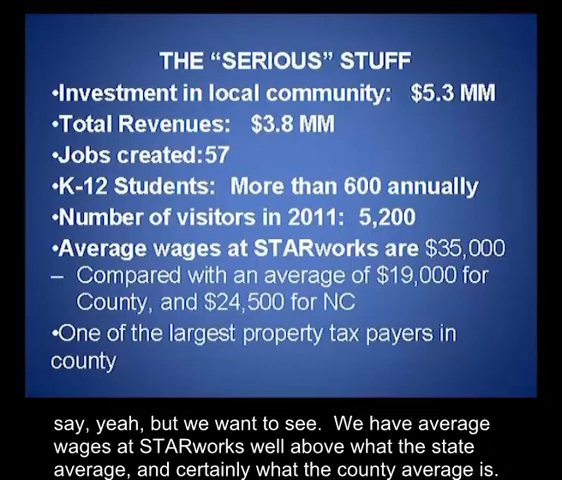 THE “SERIOUS” STUFF
•Investment in local community: $5.3 MM
•Total Revenues: $3.8 MM
•Jobs created:57
•K-12 Students: More than 600 annually
•Number of visitors in 2011: 5,200
•Average wages at STARworks are $35,000
– Compared with an average of $19,000 for
County, and $24,500 for NC
•One of the largest property tax payers in
county
say, yeah, but we want to see. We have average
wages at STARworks well above what the state
average, and certainly what the county average is.